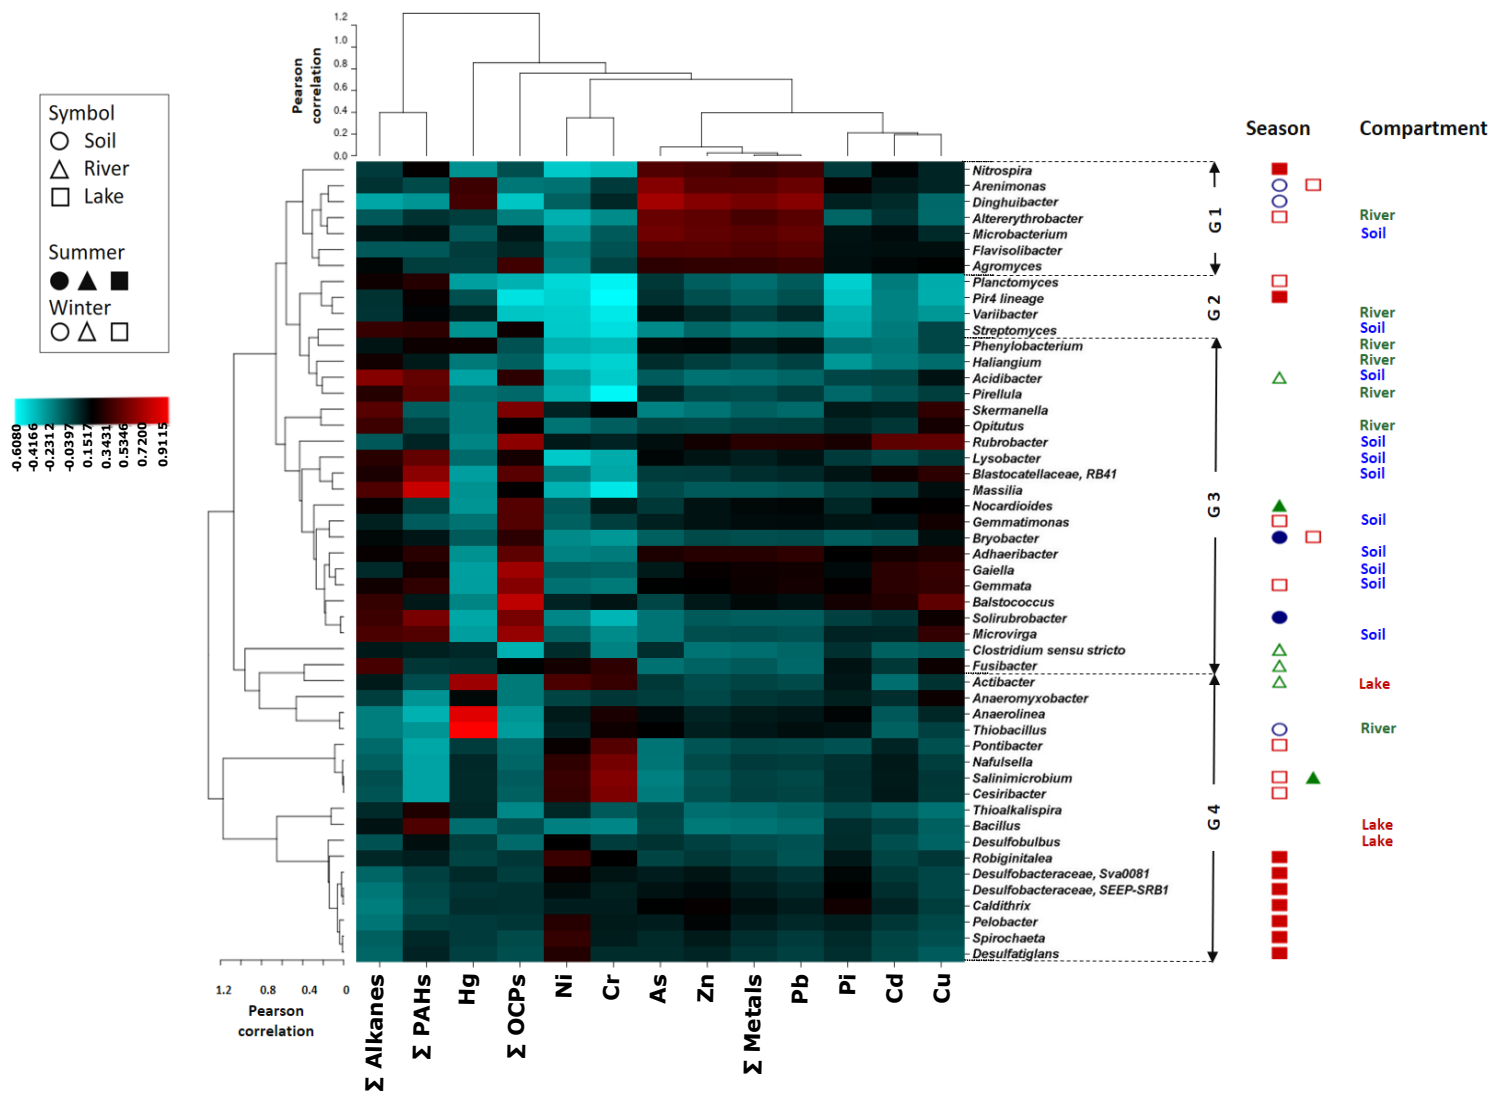 Symbol
Soil
River
Lake
Summer
Winter
-0.6080
-0.4166
-0.2312
-0.0397
0.1517
0.3431
0.5346
0.7200
0.9115
Pearson
correlation
1.2
1.0
0.8
0.6
0.4
0.2
0.0
Season Compartment
Nitrospira
Arenimonas
Dinghuibacter
Altererythrobacter River
Microbacterium Soil
Flavisolibacter
Agromyces
G 1
Planctomyces
Pir4 lineage
Variibacter River
Streptomyces Soil
G 2
Phenylobacterium River
Haliangium River
Acidibacter Soil
Pirellula River
Skermanella
Opitutus River
Rubrobacter Soil
Lysobacter Soil
Blastocatellaceae, RB41 Soil
Massilia
Nocardioides
Gemmatimonas Soil
Bryobacter
Adhaeribacter Soil
Gaiella Soil
Gemmata Soil
Balstococcus
Solirubrobacter
Microvirga Soil
Clostridium sensu stricto
Fusibacter
G 3
Actibacter Lake
Anaeromyxobacter
Anaerolinea
Thiobacillus River
Pontibacter
Nafulsella
Salinimicrobium
Cesiribacter
Thioalkalispira
Bacillus Lake
Desulfobulbus Lake
Robiginitalea
Desulfobacteraceae, Sva0081
Desulfobacteraceae, SEEP-SRB1
Caldithrix
Pelobacter
Spirochaeta
Desulfatiglans
G 4
1.2 0.8 0.4 0
Pearson
correlation
Σ Alkanes
Σ PAHs
Hg
Σ OCPs
Ni
Cr
As
Zn
Σ Metals
Pb
Pi
Cd
Cu